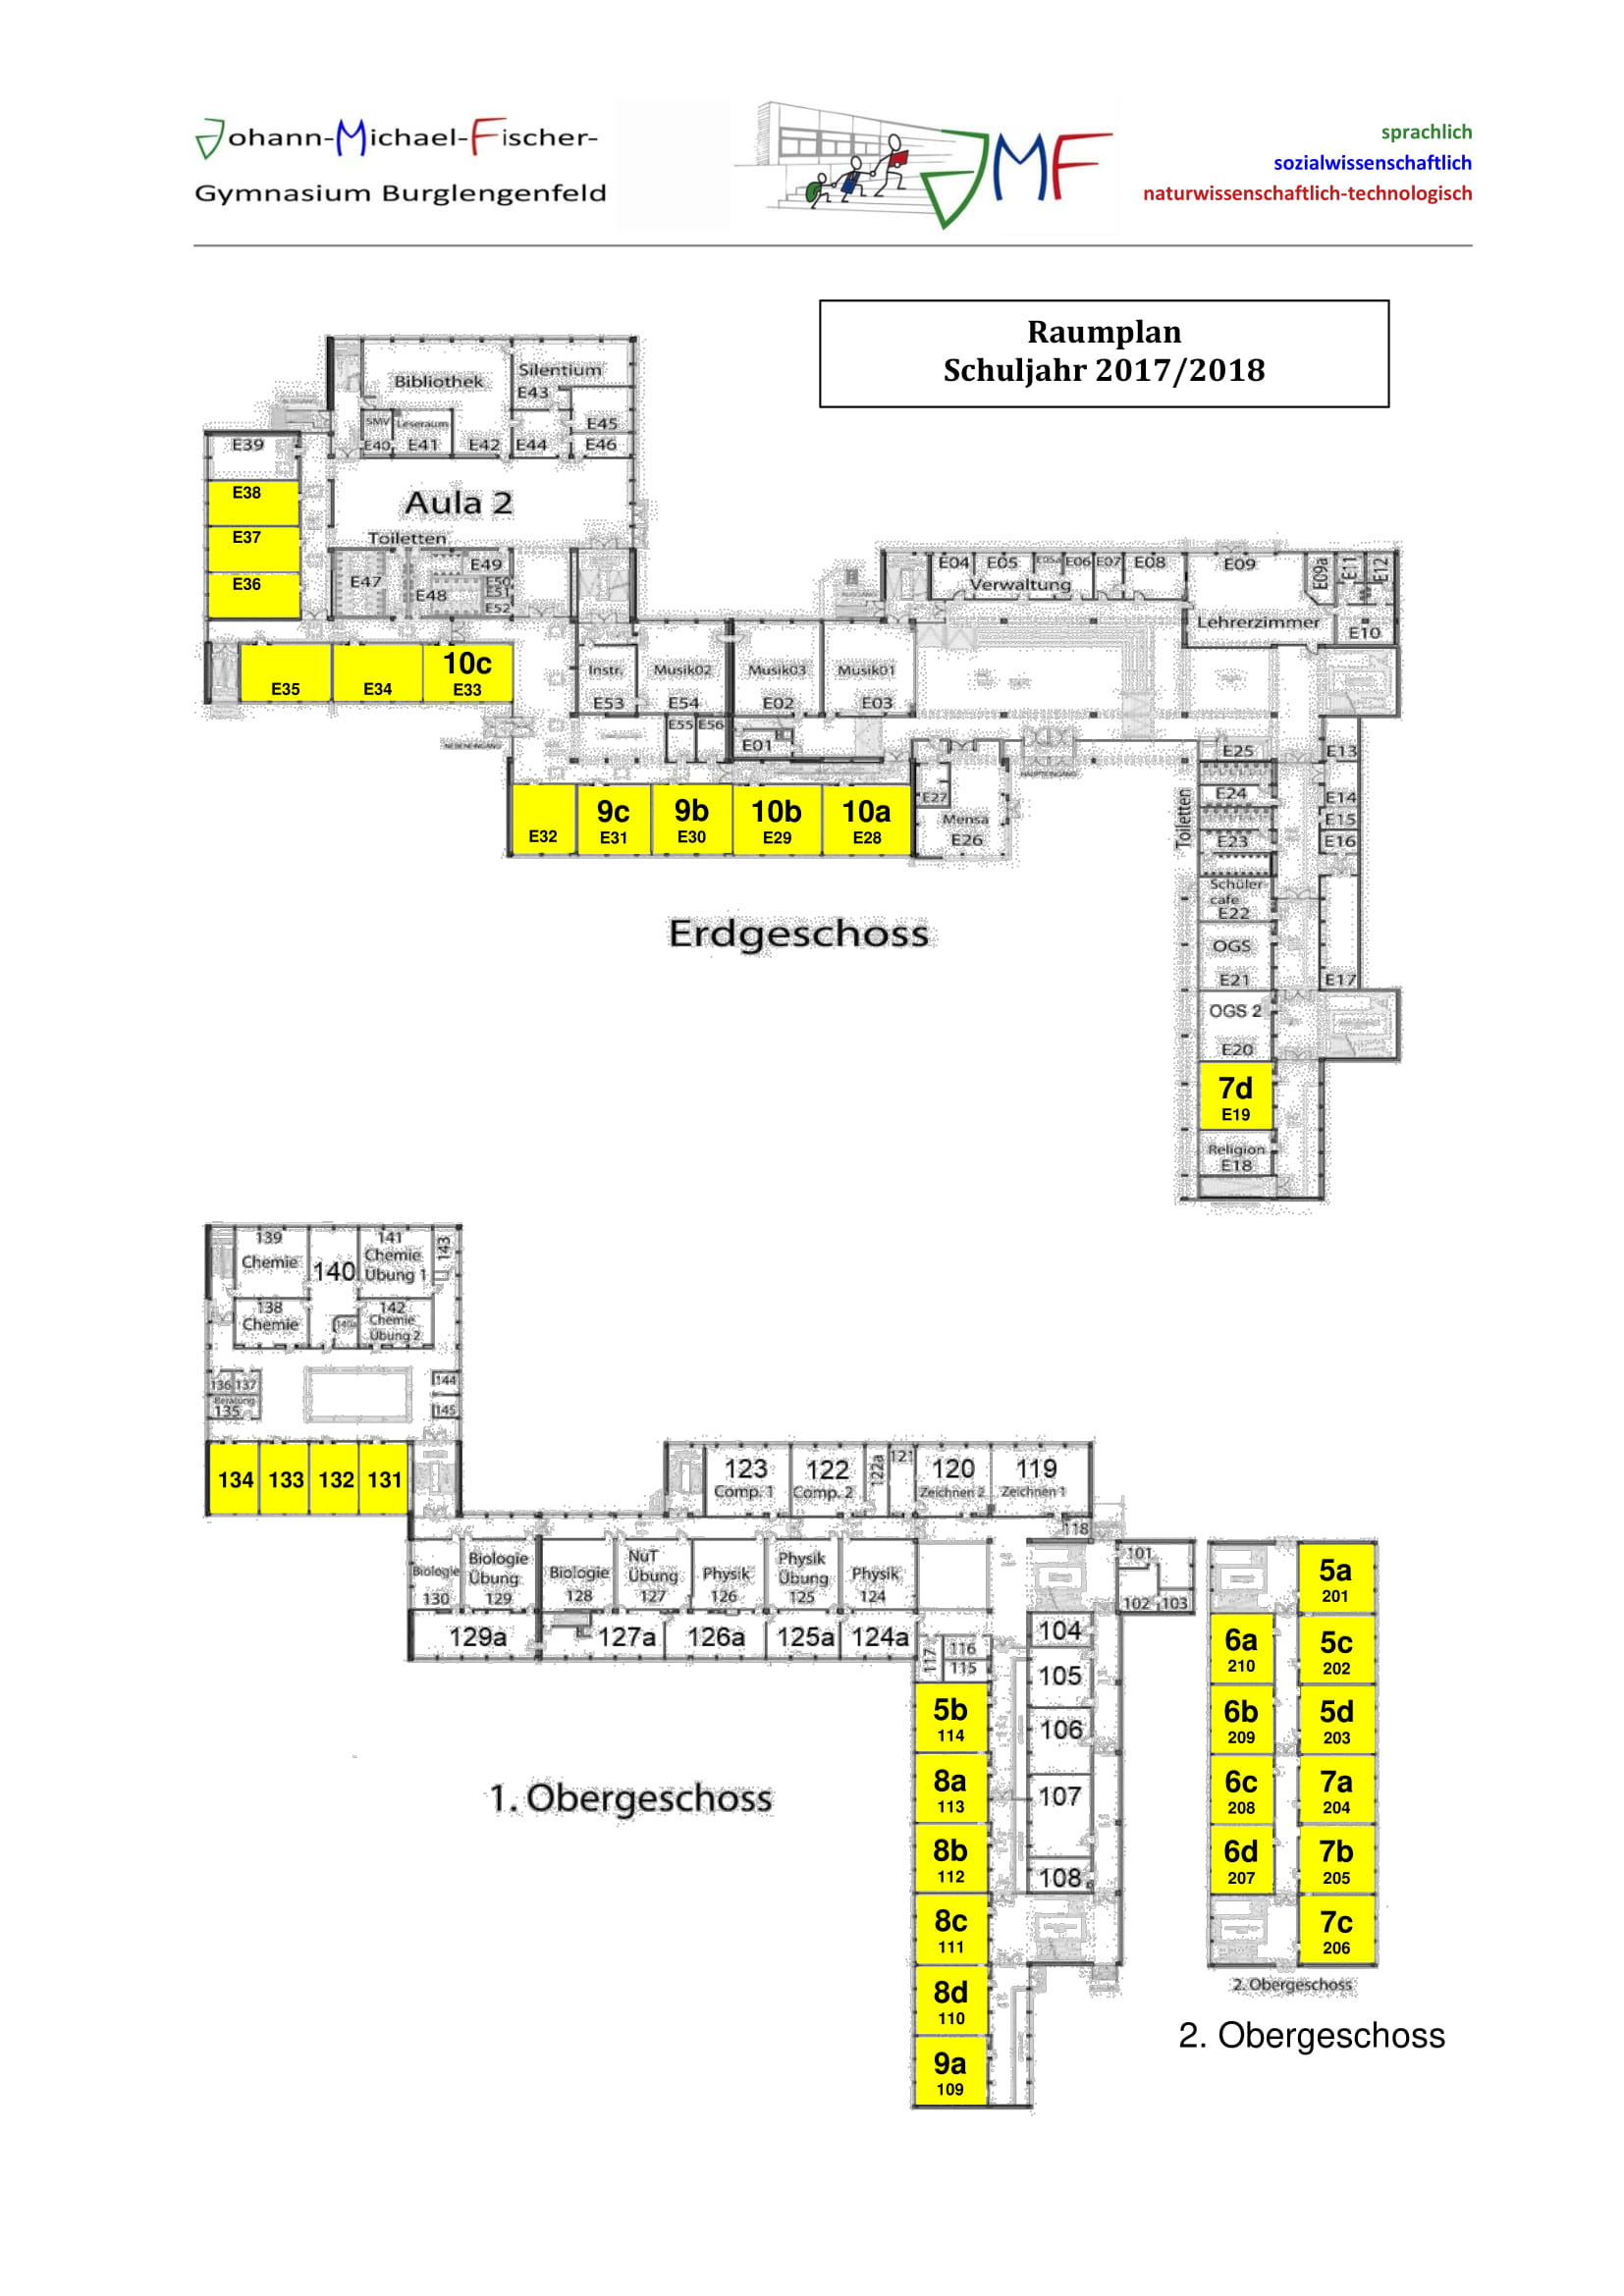 Johann-Michael-Fischer-
Gymnasium Burglengenfeld
JMF
sprachlich
sozialwissenschaftlich
naturwissenschaftlich-technologisch
Raumplan
Schuljahr 2017/2018
Bibliothek
Silentium
E43
SMV
E40
Leseraum
E41
E42
E44
E45
E46
E39
E38
E37
E36
Aula 2
Toiletten
E47
E48
E49
E50
E51
E52
E35
E34
10c
E33
Instr.
E53
Musik02
E54
E55
E56
Musik03
E02
Musik01
E03
E01
NEBENEINGANG
E04
E05
E05a
E06
E07
E08
Verwaltung
E09
E09a
E11
E12
Lehrerzimmer
E10
E32
9c
E31
9b
E30
10b
E29
10a
E28
E27
Mensa
E26
HAUPTEINGANG
E25
E13
Toiletten
E24
E14
E15
E23
E16
Schüler
cafe
E22
OGS
E21
E17
OGS 2
E20
7d
E19
Religion
E18
Erdgeschoss
139
Chemie
140
141
Chemie
Übung 1
143
138
Chemie
142
Chemie
Übung 2
136
137
Beratung
135
144
145
134
133
132
131
123
Comp. 1
122
Comp. 2
122a
121
120
Zeichnen 2
119
Zeichnen 1
118
Biologie
130
Biologie
Übung
129
Biologie
128
NuT
Übung
127
Physik
126
Physik
Übung
125
Physik
124
129a
127a
126a
125a
124a
101
102
103
104
105
106
107
108
117
116
115
5b
114
8a
113
8b
112
8c
111
8d
110
9a
109
1. Obergeschoss
5a
201
6a
210
5c
202
6b
209
5d
203
6c
208
7a
204
6d
207
7b
205
7c
206
2. Obergeschoss
2. Obergeschoss